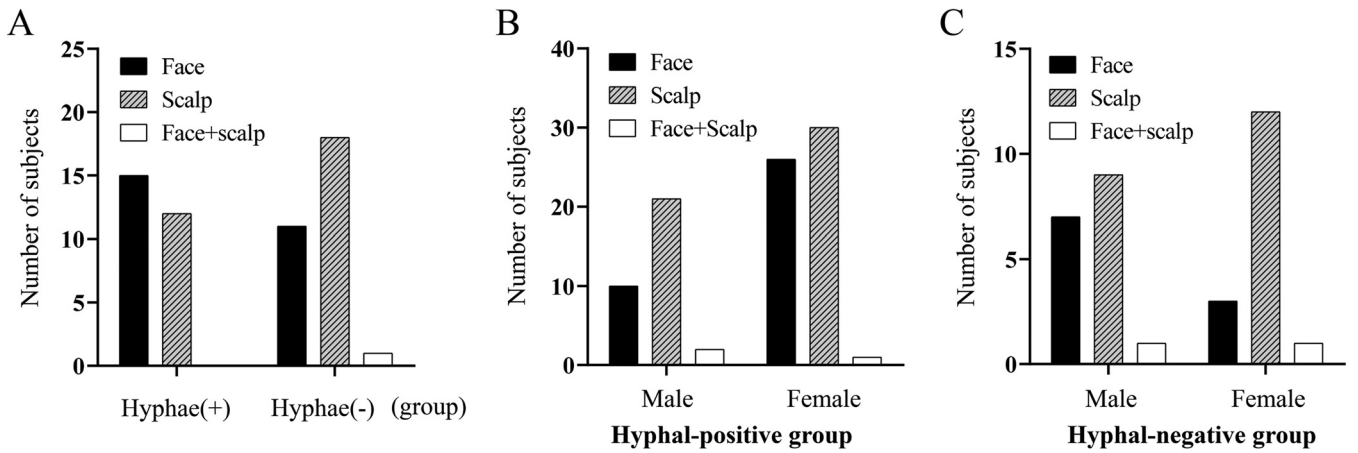 A
Number of subjects
25
20
15
10
5
0
Face
Scalp
Face+scalp
Hyphae(+)
Hyphae(-)
(group)
B
Number of subjects
40
30
20
10
0
Face
Scalp
Face+Scalp
Male
Female
Hyphal-positive group
C
Number of subjects
15
10
5
0
Face
Scalp
Face+scalp
Male
Female
Hyphal-negative group